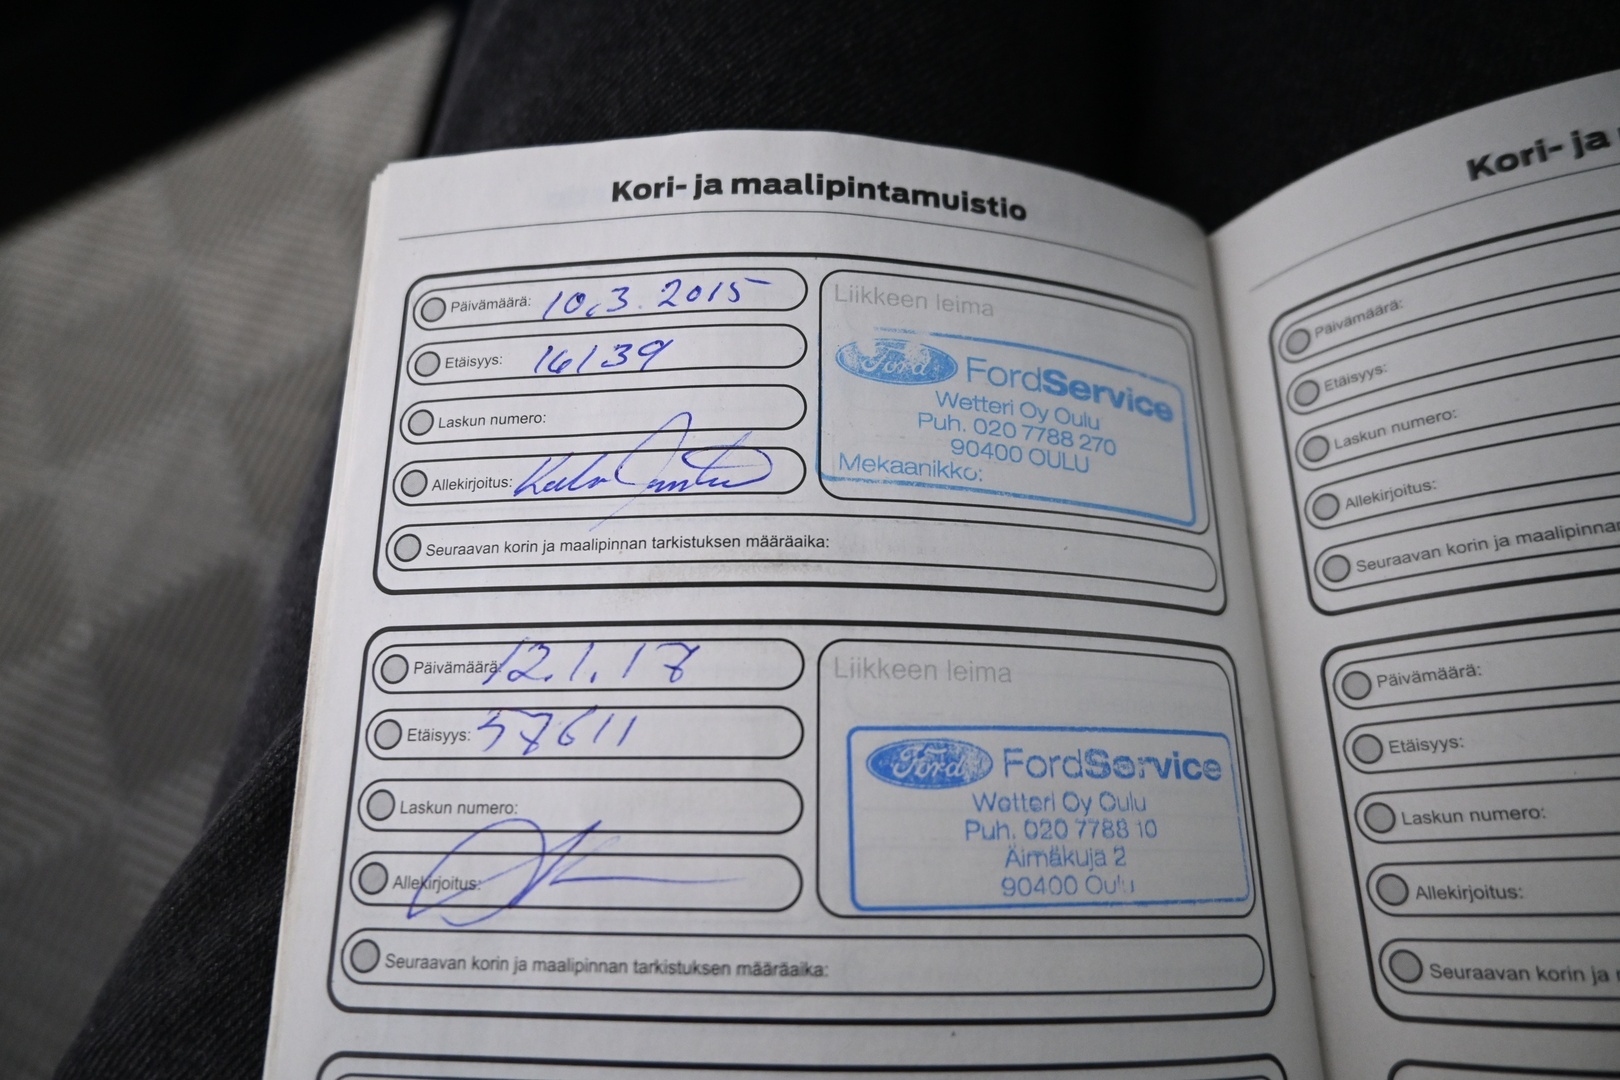 Kori- ja maalipintamuistio
Päivämäärä: 10.3.2015
Etäisyys: 16139
Laskun numero:
Allekirjoitus:
Seuraavan korin ja maalipinnan tarkistuksen määräaika:
Liikkeen leima
Ford FordService
Wetteri Oy Oulu
Puh. 020 7788 270
90400 OULU
Mekaanikko:
Päivämäärä: 12.1.17
Etäisyys: 57611
Laskun numero:
Allekirjoitus:
Seuraavan korin ja maalipinnan tarkistuksen määräaika:
Liikkeen leima
Ford FordService
Wetteri Oy Oulu
Puh. 020 7788 10
Äimäkuja 2
90400 Oulu
Kori- ja
Päivämäärä:
Etäisyys:
Laskun numero:
Allekirjoitus:
Seuraavan korin ja maalipinnan
Päivämäärä:
Etäisyys:
Laskun numero:
Allekirjoitus:
Seuraavan korin ja